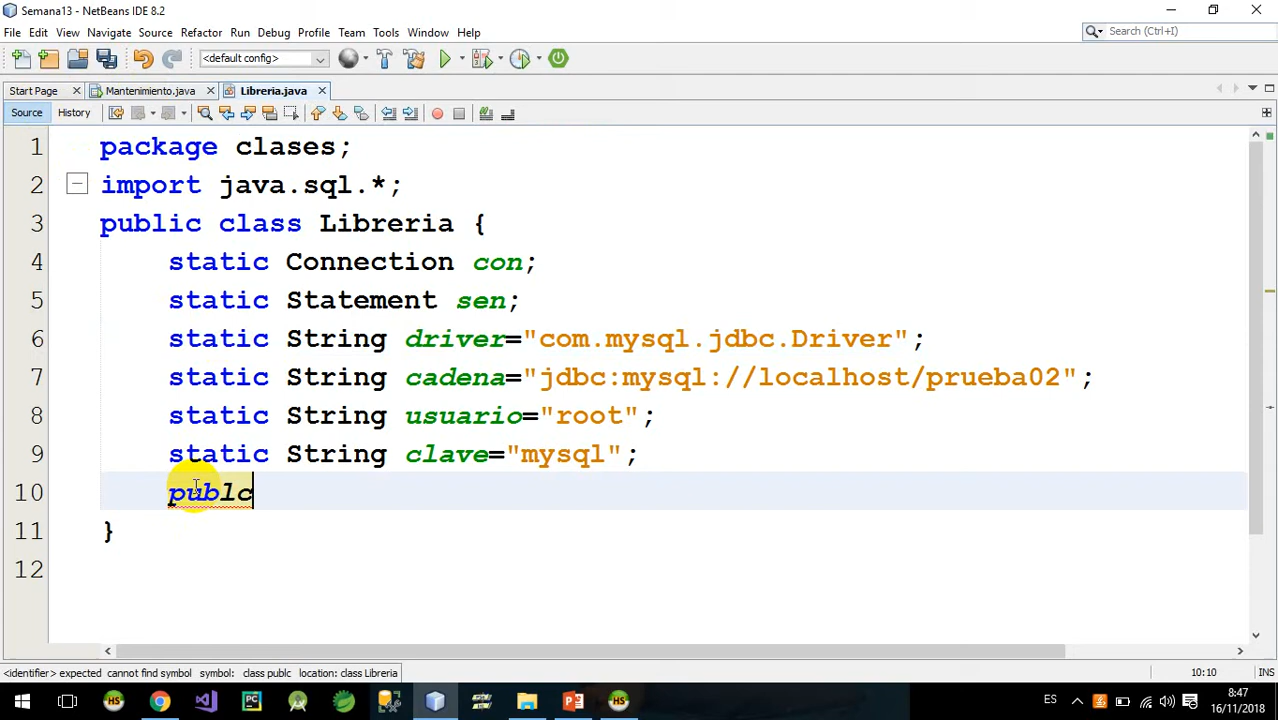 Semana13 - NetBeans IDE 8.2
File Edit View Navigate Source Refactor Run Debug Profile Team Tools Window Help
Search (Ctrl+I)
<default config>
Start Page Mantenimiento.java Libreria.java
Source History
1 package clases;
2 import java.sql.*;
3 public class Libreria {
4 static Connection con;
5 static Statement sen;
6 static String driver="com.mysql.jdbc.Driver";
7 static String cadena="jdbc:mysql://localhost/prueba02";
8 static String usuario="root";
9 static String clave="mysql";
10 publc
11 }
12
<identifier> expected cannot find symbol symbol: class publc location: class Libreria
10:10 INS
ES 8:47
16/11/2018